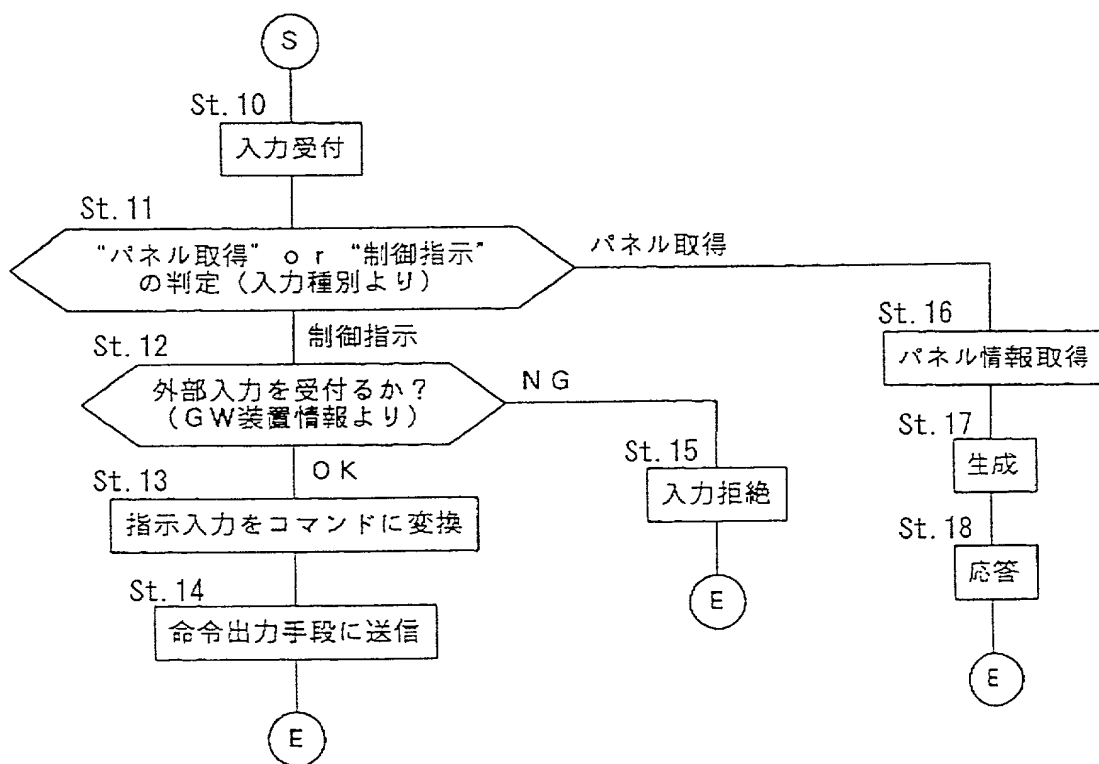 S
St.10
入力受付
St.11
“パネル取得” or “制御指示”
の判定（入力種別より）
パネル取得
制御指示
St.12
外部入力を受付るか？
（GW装置情報より）
NG
OK
St.13
指示入力をコマンドに変換
St.14
命令出力手段に送信
E
St.15
入力拒絶
E
St.16
パネル情報取得
St.17
生成
St.18
応答
E